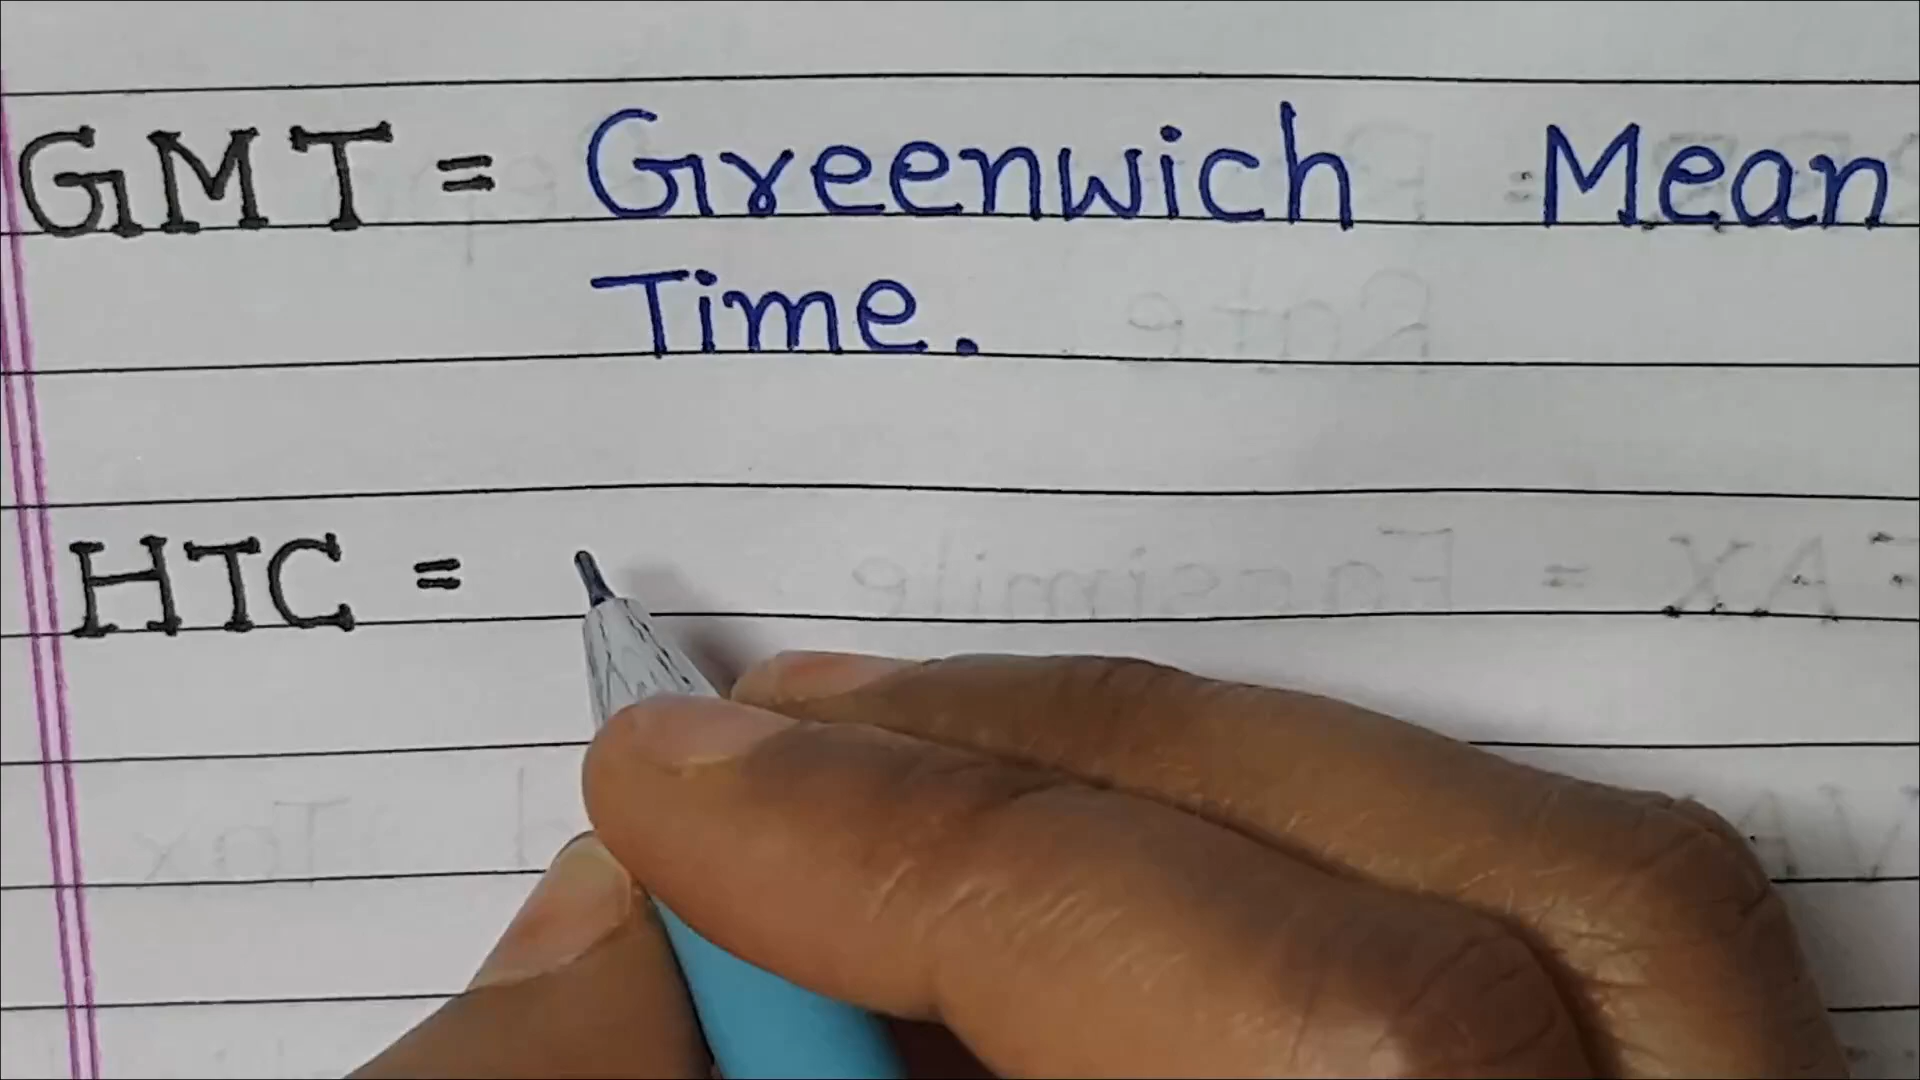 GMT = Greenwich Mean
Time.
HTC =